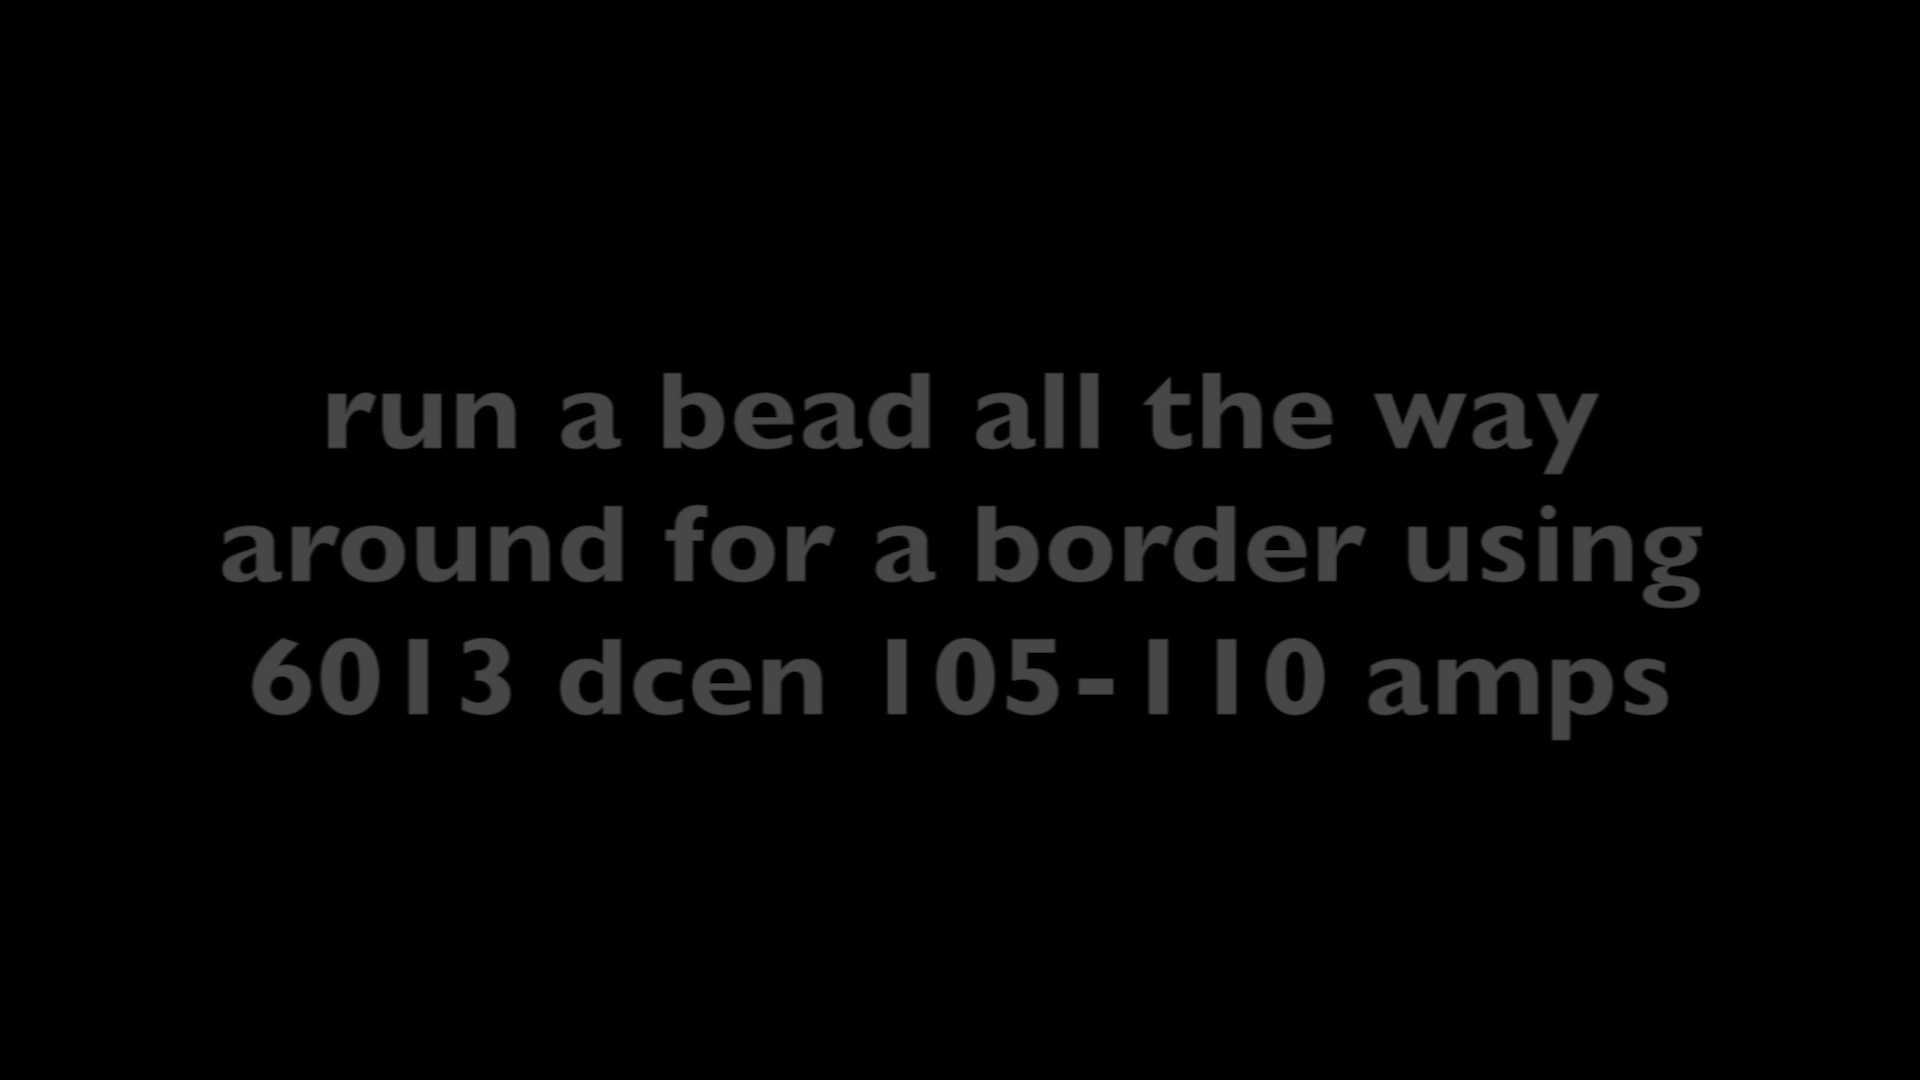 run a bead all the way
around for a border using
6013 dcen 105-110 amps